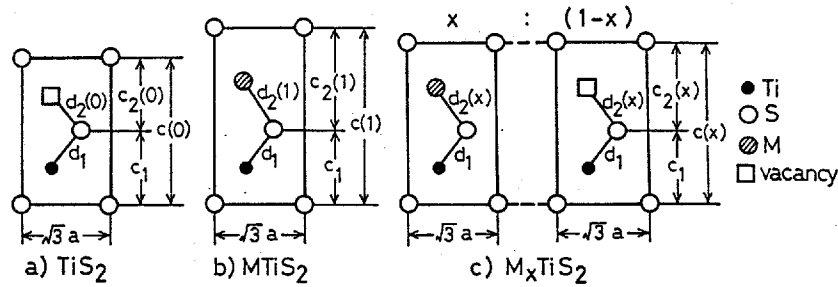 x : (1-x)
d₂(0)
d₁
c₂(0)
c₁
c(0)
√3 a
a) TiS₂
d₂(1)
d₁
c₂(1)
c₁
c(1)
√3 a
b) MTiS₂
d₂(x)
d₁
√3 a
d₂(x)
d₁
c₂(x)
c₁
c(x)
√3 a
c) MₓTiS₂
Ti
S
M
vacancy